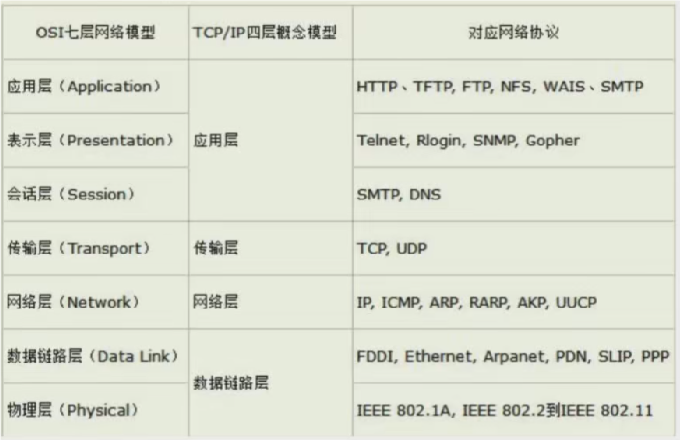 OSI七层网络模型 TCP/IP四层概念模型 对应网络协议
应用层（Application） HTTP、TFTP, FTP, NFS, WAIS、SMTP
表示层（Presentation） 应用层 Telnet, Rlogin, SNMP, Gopher
会话层（Session） SMTP, DNS
传输层（Transport） 传输层 TCP, UDP
网络层（Network） 网络层 IP, ICMP, ARP, RARP, AKP, UUCP
数据链路层（Data Link） FDDI, Ethernet, Arpanet, PDN, SLIP, PPP
数据链路层
物理层（Physical） IEEE 802.1A, IEEE 802.2到IEEE 802.11